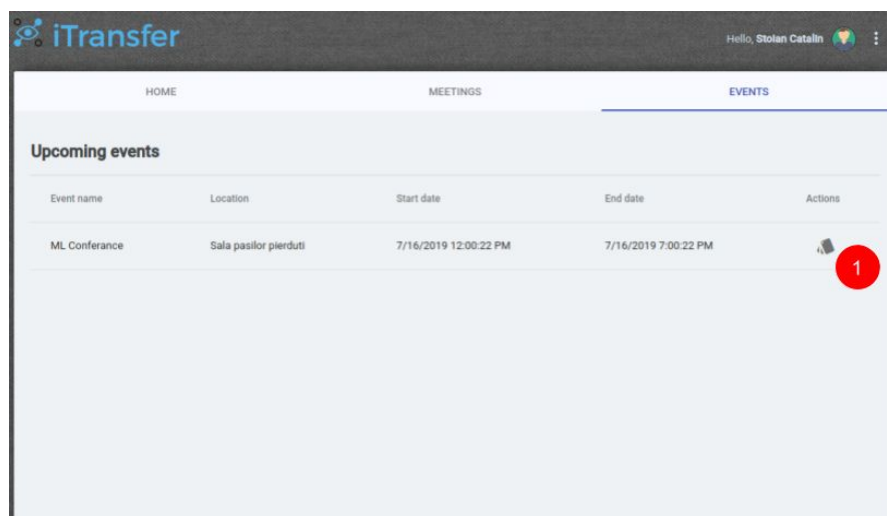 iTransfer
Hello, Stoian Catalin
HOME MEETINGS EVENTS
Upcoming events
Event name Location Start date End date Actions
ML Conferance Sala pasilor pierduti 7/16/2019 12:00:22 PM 7/16/2019 7:00:22 PM
1